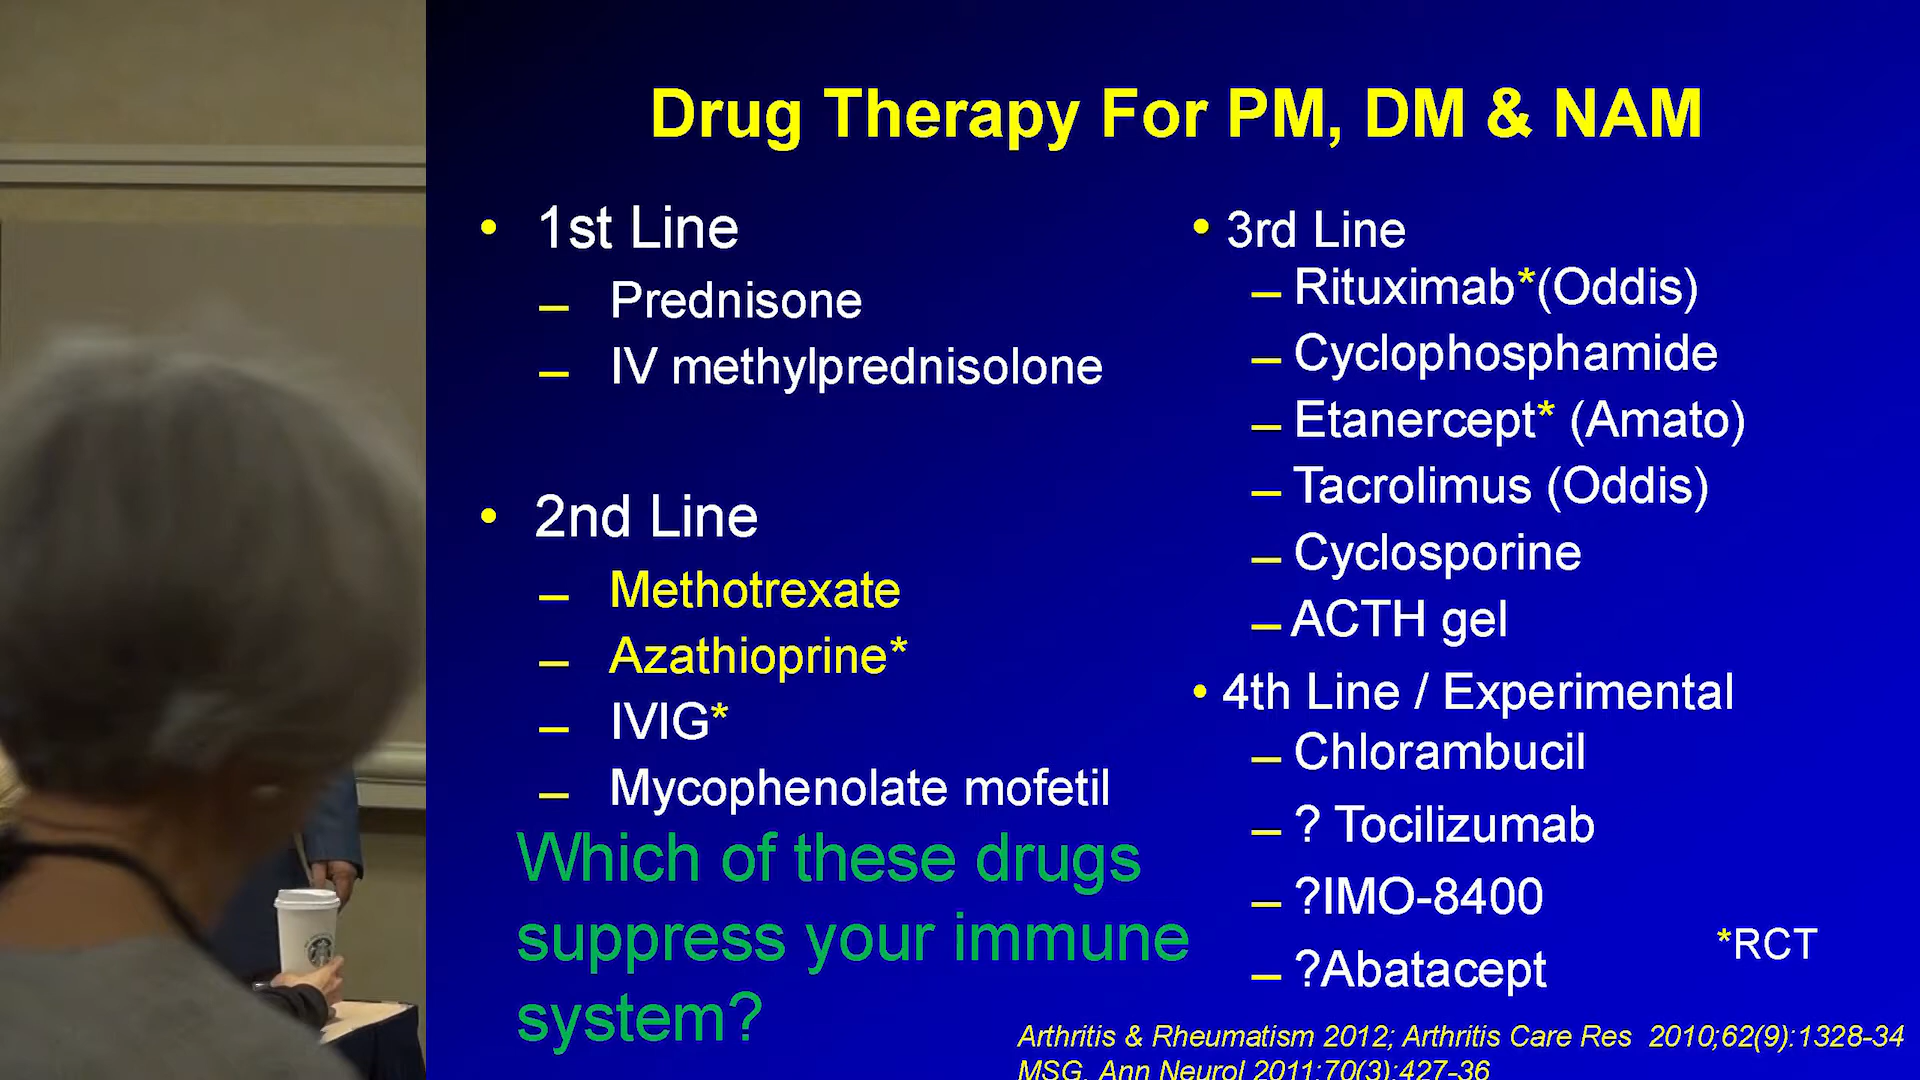 Drug Therapy For PM, DM & NAM
• 1st Line
– Prednisone
– IV methylprednisolone
• 2nd Line
– Methotrexate
– Azathioprine*
– IVIG*
– Mycophenolate mofetil
Which of these drugs
suppress your immune
system?
• 3rd Line
– Rituximab*(Oddis)
– Cyclophosphamide
– Etanercept* (Amato)
– Tacrolimus (Oddis)
– Cyclosporine
– ACTH gel
• 4th Line / Experimental
– Chlorambucil
– ? Tocilizumab
– ?IMO-8400
– ?Abatacept
*RCT
Arthritis & Rheumatism 2012; Arthritis Care Res 2010;62(9):1328-34
MSG. Ann Neurol 2011;70(3):427-36